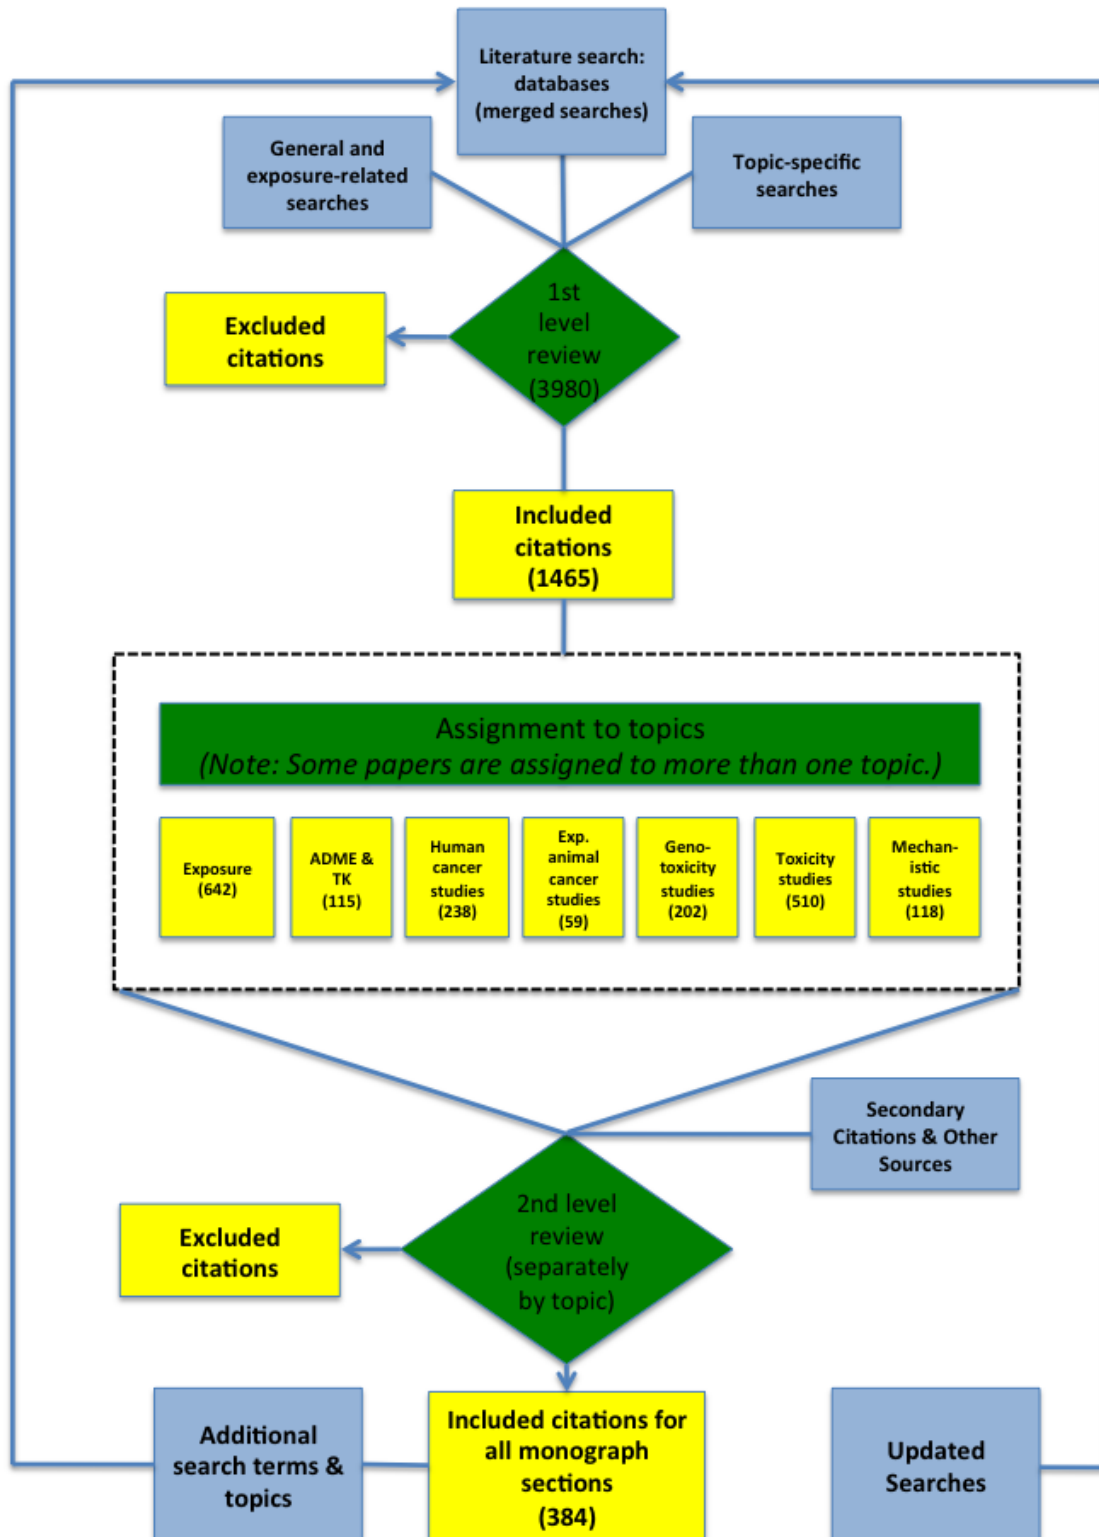 Literature search:
databases
(merged searches)
General and
exposure-related
searches
Topic-specific
searches
1st
level
review
(3980)
Excluded
citations
Included
citations
(1465)
Assignment to topics
(Note: Some papers are assigned to more than one topic.)
Exposure
(642)
ADME &
TK
(115)
Human
cancer
studies
(238)
Exp.
animal
cancer
studies
(59)
Geno-
toxicity
studies
(202)
Toxicity
studies
(510)
Mechan-
istic
studies
(118)
Secondary
Citations & Other
Sources
2nd level
review
(separately
by topic)
Excluded
citations
Additional
search terms &
topics
Included citations for
all monograph
sections
(384)
Updated
Searches